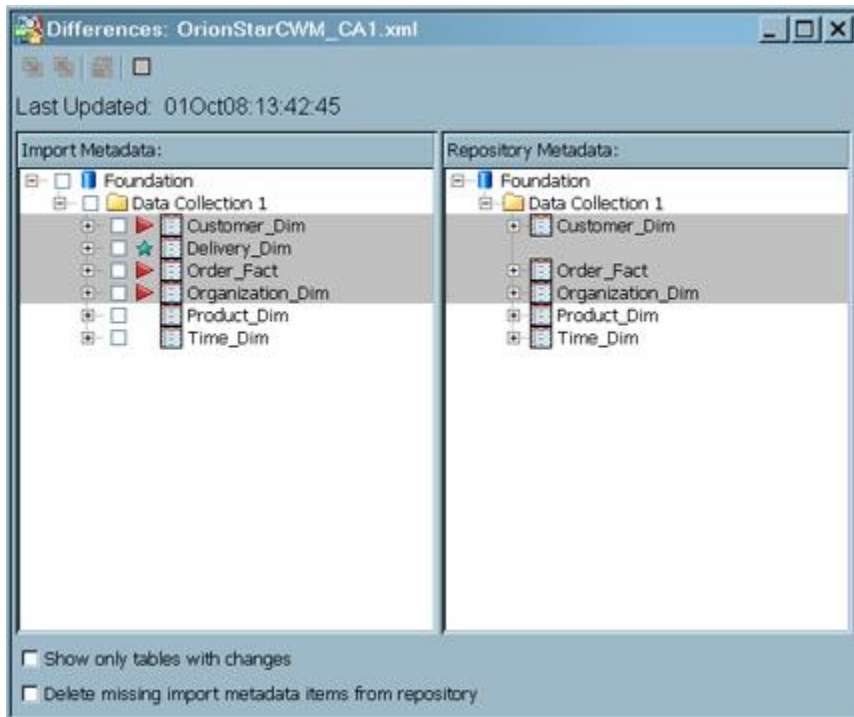 Differences: OrionStarCWM_CA1.xml
Last Updated: 01Oct08:13:42:45
Import Metadata:
Foundation
Data Collection 1
Customer_Dim
Delivery_Dim
Order_Fact
Organization_Dim
Product_Dim
Time_Dim
Repository Metadata:
Foundation
Data Collection 1
Customer_Dim
Order_Fact
Organization_Dim
Product_Dim
Time_Dim
Show only tables with changes
Delete missing import metadata items from repository